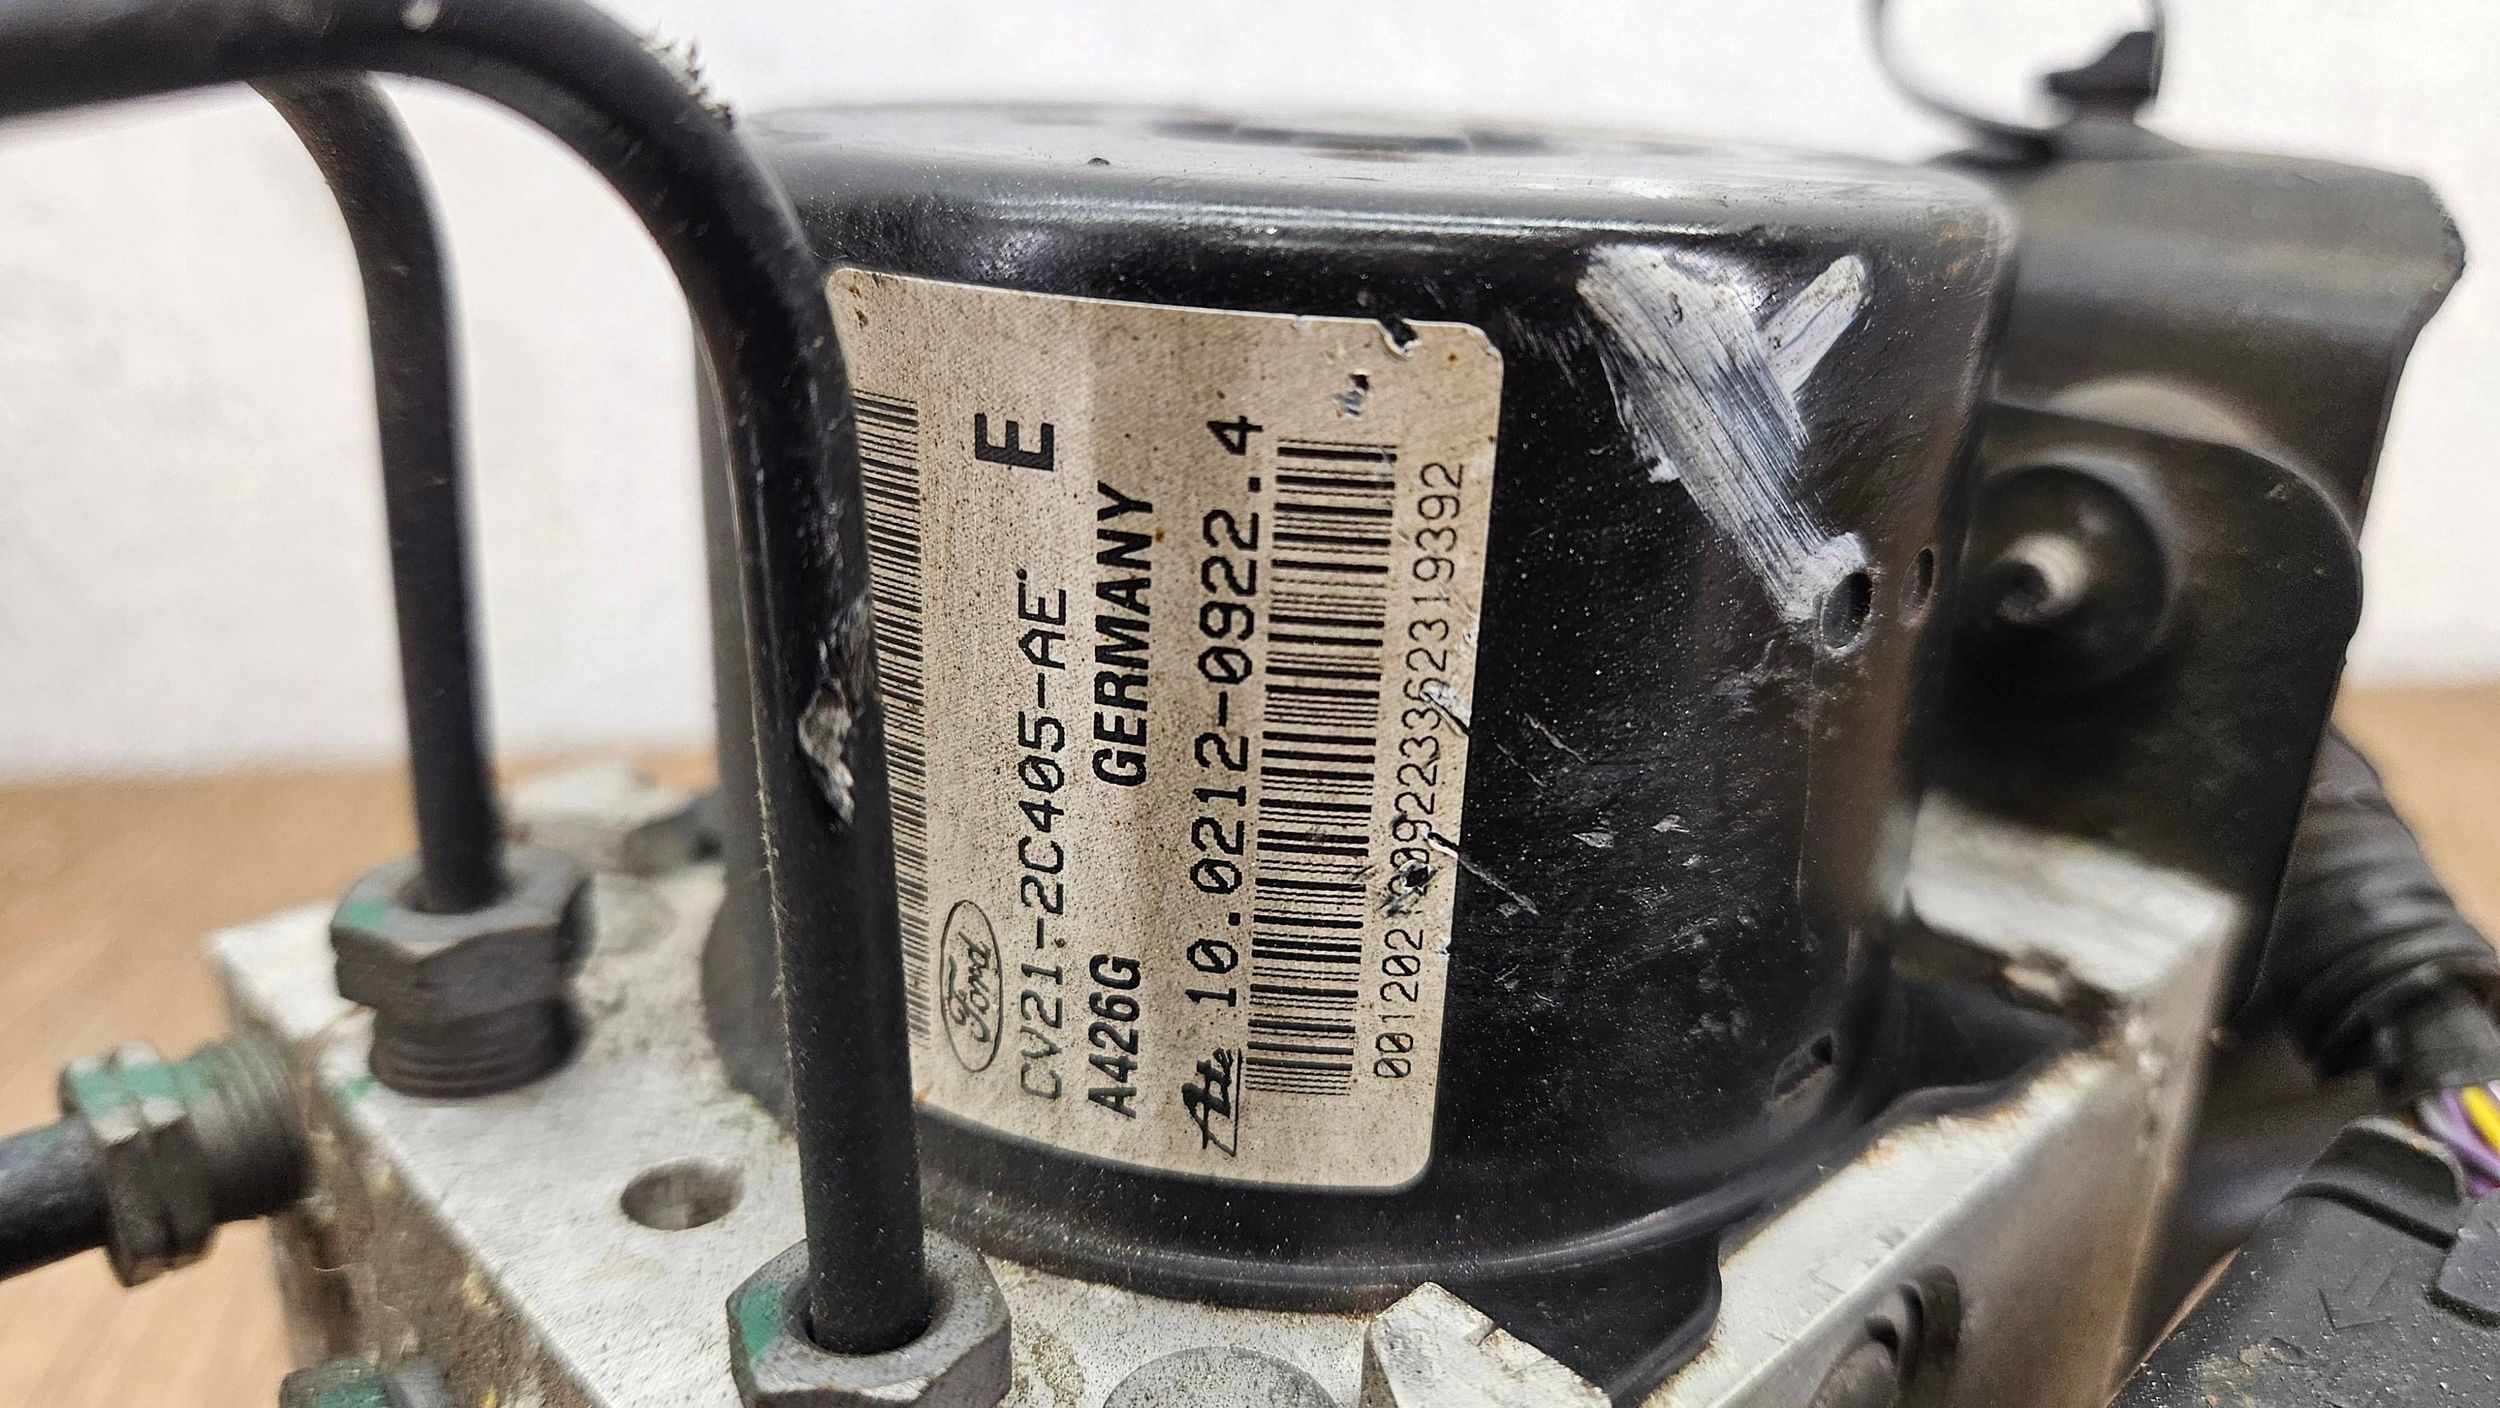 E
Ford
CV21-2C405-AE
A426G GERMANY
Ate 10.0212-0922.4